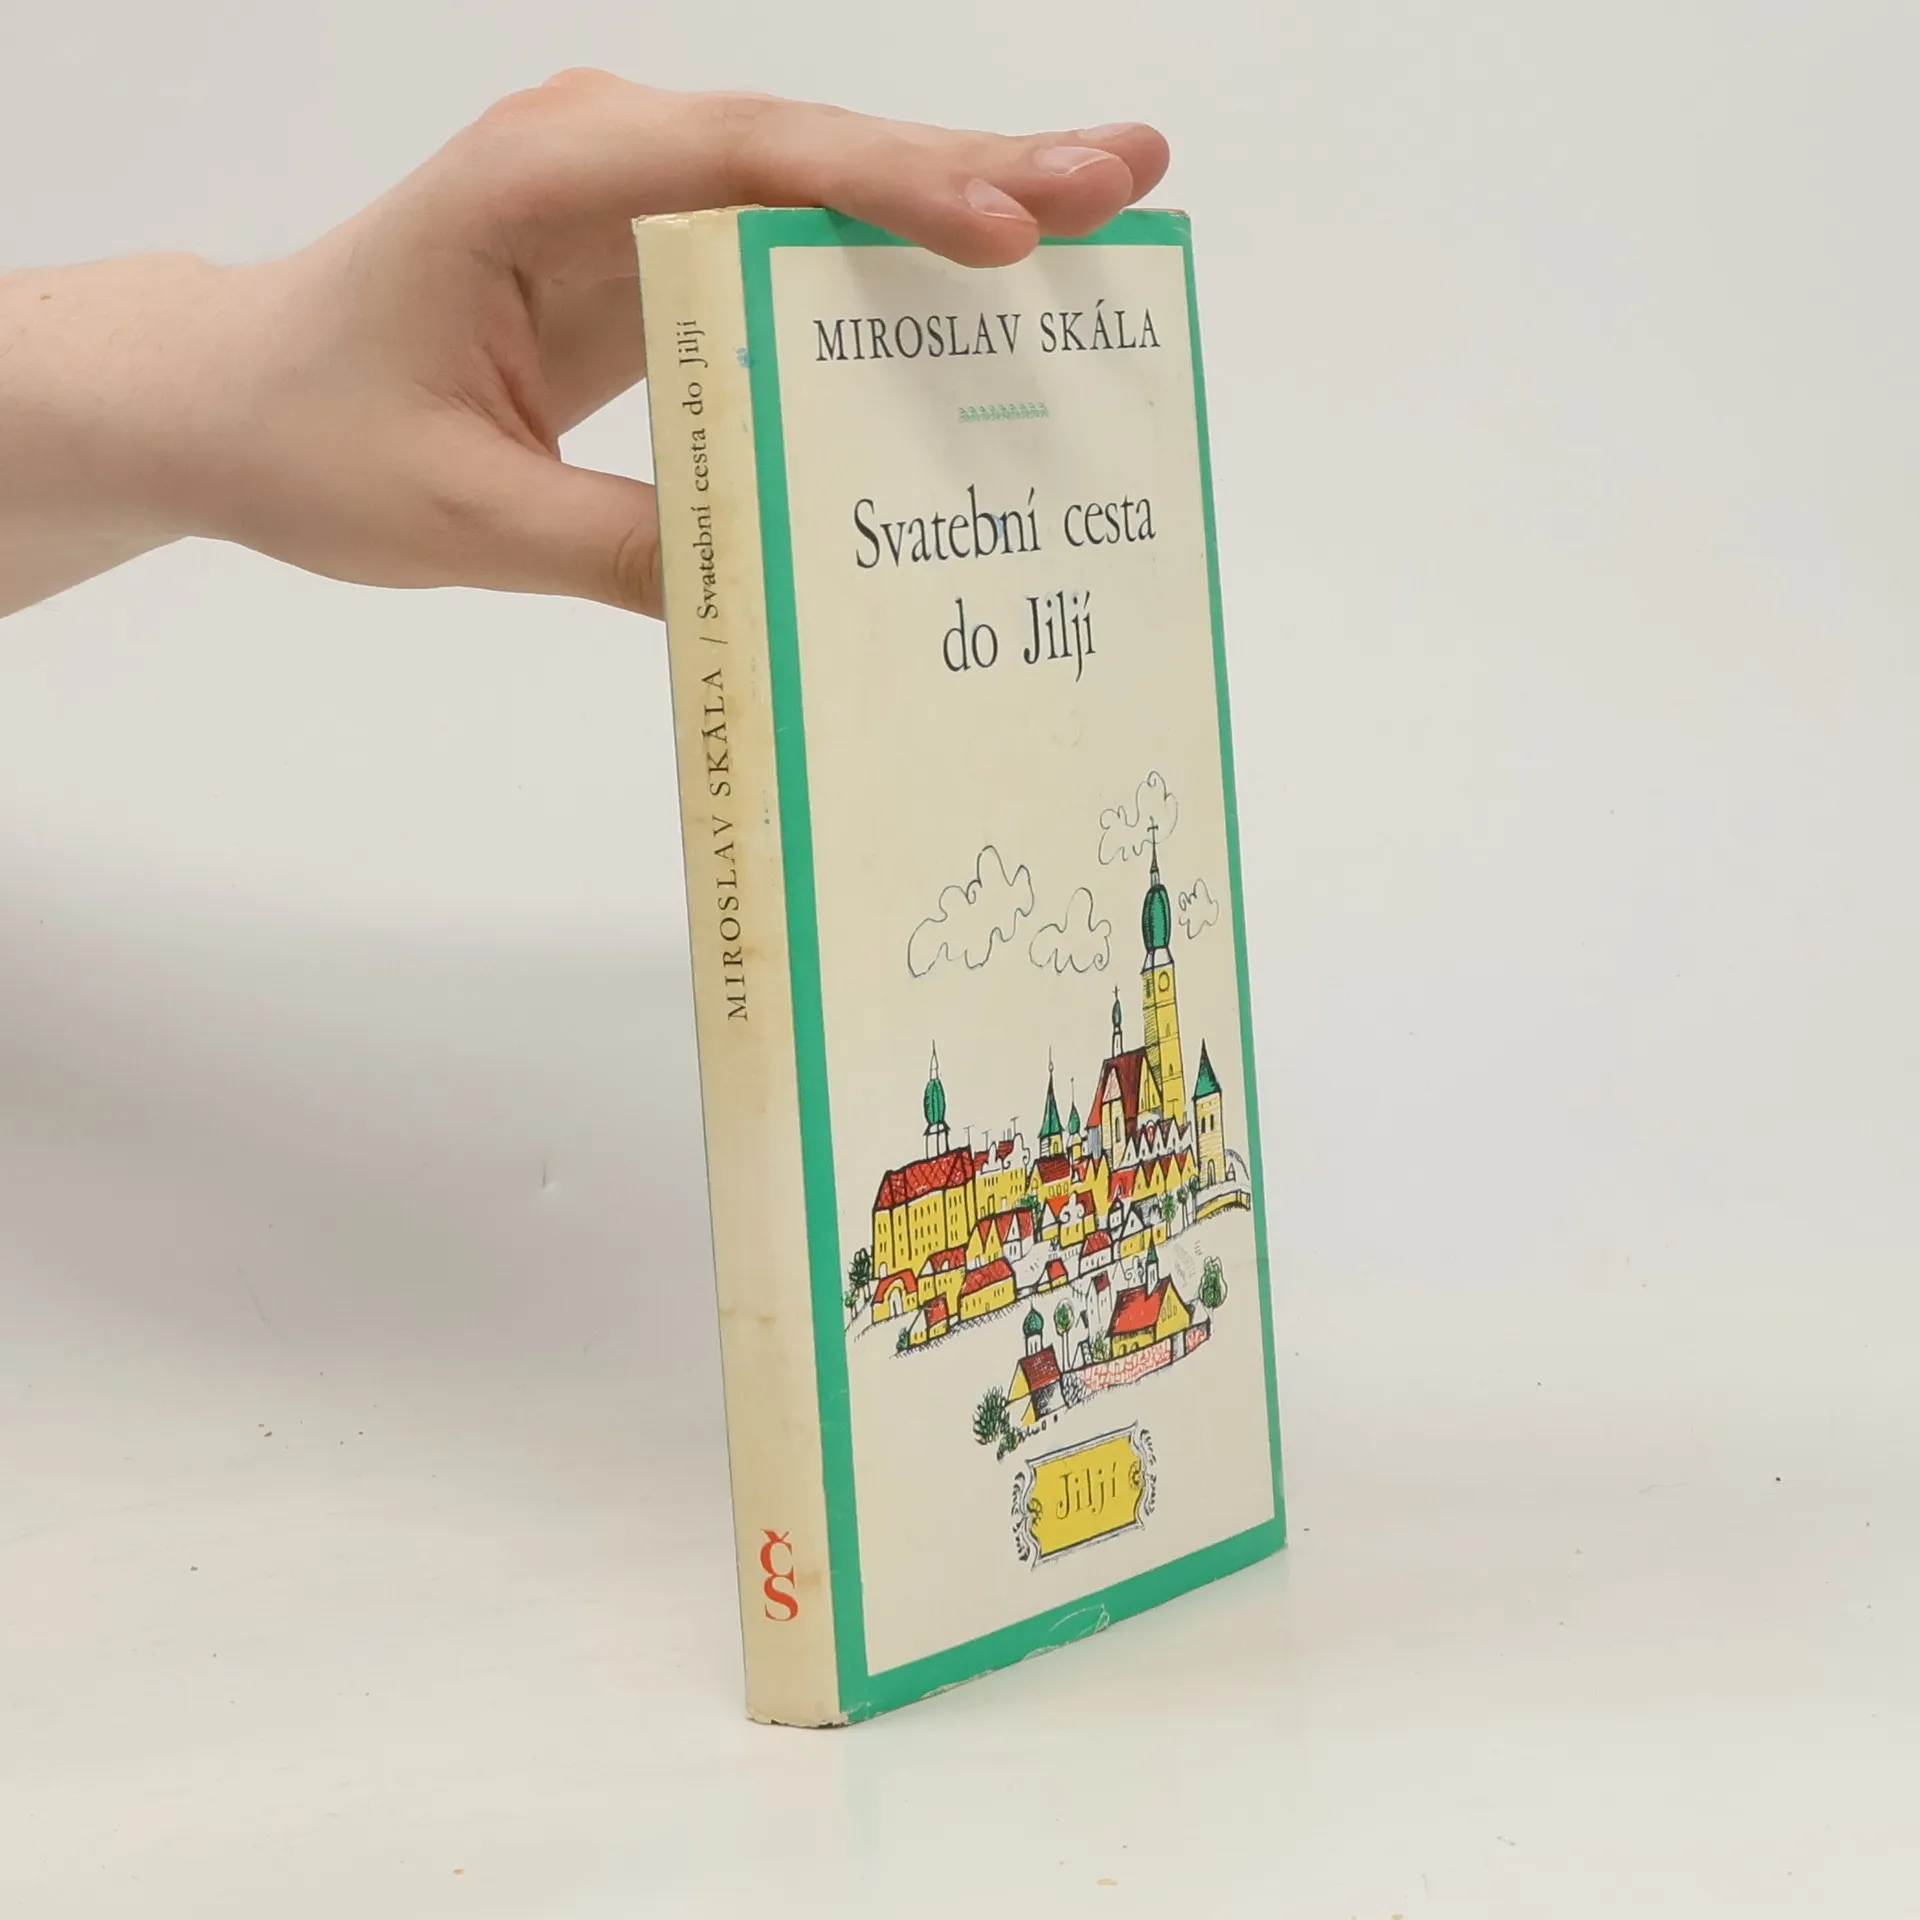 MIROSLAV SKÁLA
Svatební cesta
do Jiljí
Jiljí
MIROSLAV SKÁLA / Svatební cesta do Jiljí
ČS